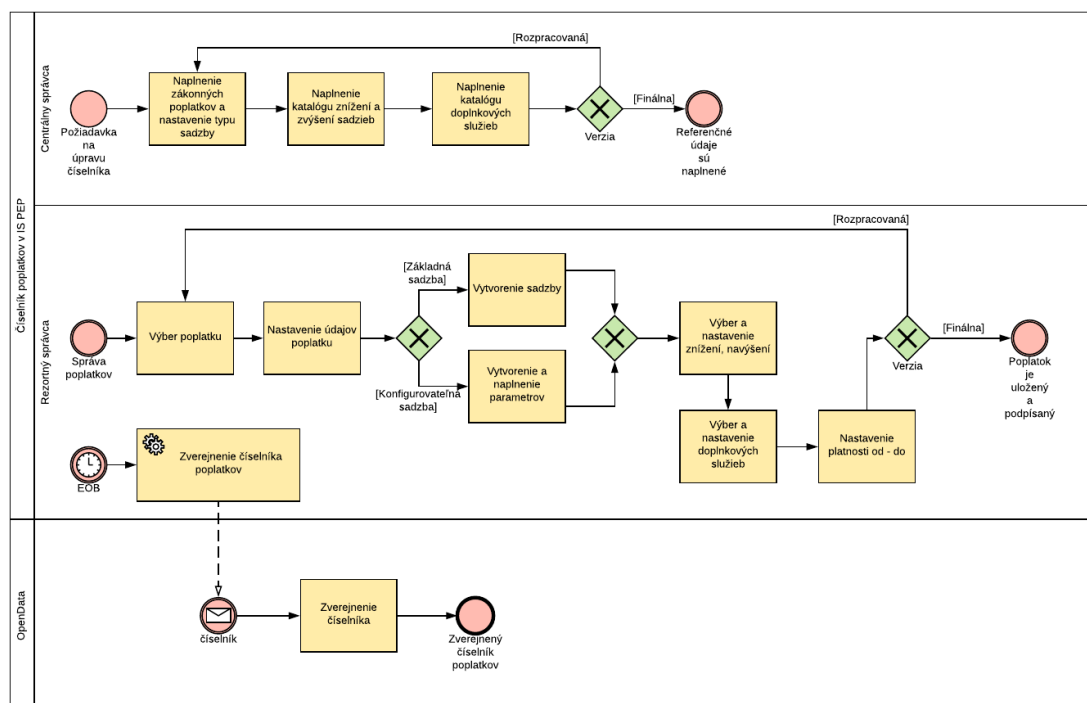 Číselník poplatkov v IS PEP
Centrálny správca
[Rozpracovaná]
Požiadavka
na
úpravu
číselníka
Naplnenie
zákonných
poplatkov a
nastavenie typu
sadzby
Naplnenie
katalógu znížení a
zvýšení sadzieb
Naplnenie
katalógu
doplnkových
služieb
Verzia
[Finálna]
Referenčné
údaje
sú
naplnené
Rezortný správca
[Rozpracovaná]
Správa
poplatkov
Výber poplatku
Nastavenie údajov
poplatku
[Základná
sadzba]
[Konfigurovateľná
sadzba]
Vytvorenie sadzby
Vytvorenie a
naplnenie
parametrov
Výber a
nastavenie
znížení, navýšení
Výber a
nastavenie
doplnkových
služieb
Nastavenie
platnosti od - do
Verzia
[Finálna]
Poplatok
je
uložený
a
podpísaný
EOB
Zverejnenie číselníka
poplatkov
OpenData
číselník
Zverejnenie
číselníka
Zverejnený
číselník
poplatkov